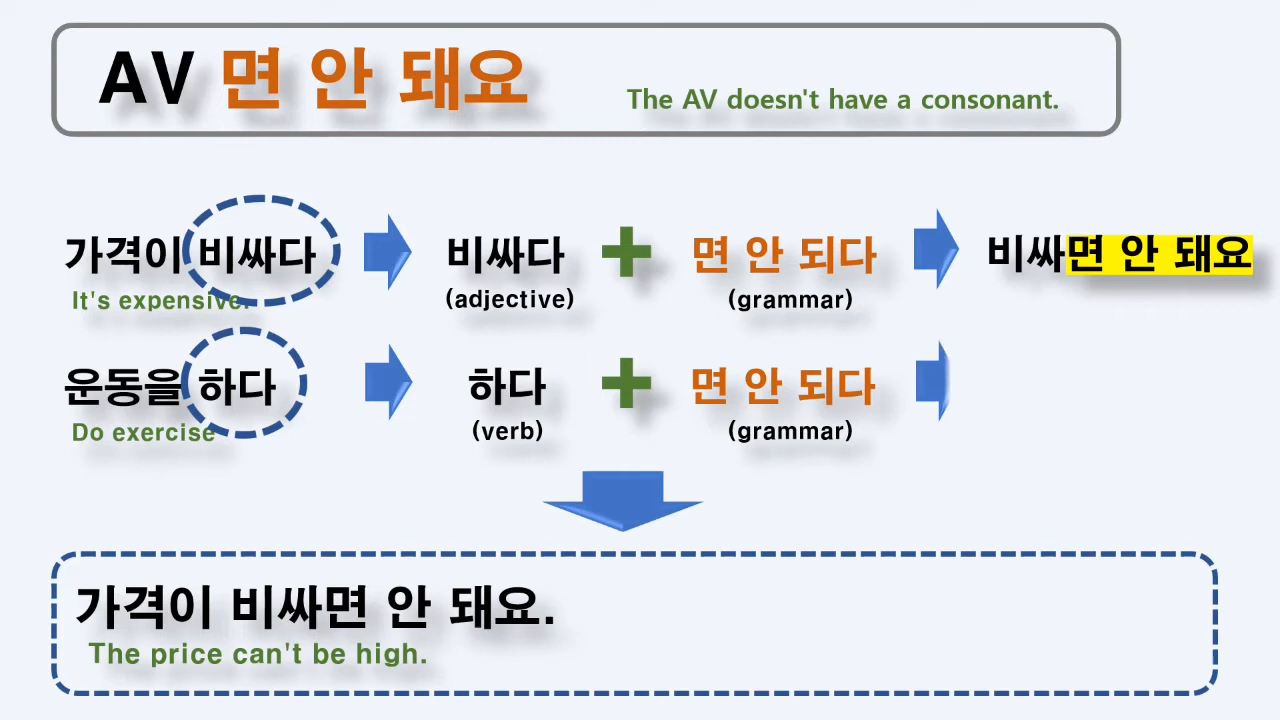 AV 면 안 돼요 The AV doesn't have a consonant.
가격이 비싸다 비싸다 + 면 안 되다 비싸면 안 돼요
It's expensive. (adjective) (grammar)
운동을 하다 하다 + 면 안 되다
Do exercise (verb) (grammar)
가격이 비싸면 안 돼요.
The price can't be high.